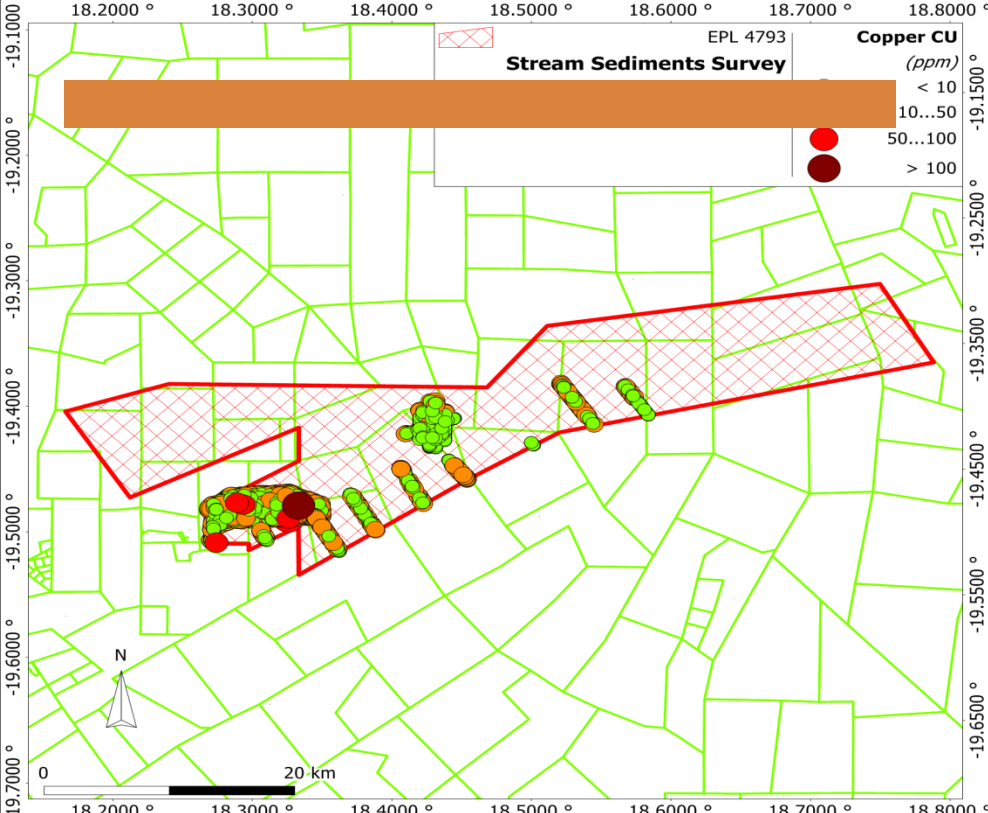 18.2000 ° 18.3000 ° 18.4000 ° 18.5000 ° 18.6000 ° 18.7000 ° 18.8000 °
EPL 4793
Stream Sediments Survey
Copper CU
(ppm)
< 10
10...50
50...100
> 100
-19.1000
-19.2000 °
-19.3000 °
-19.4000 °
-19.5000 °
-19.6000 °
-19.7000 °
-19.1500 °
-19.2500 °
-19.3500 °
-19.4500 °
-19.5500 °
-19.6500 °
N
0 20 km
18.2000 ° 18.3000 ° 18.4000 ° 18.5000 ° 18.6000 ° 18.7000 ° 18.8000 °